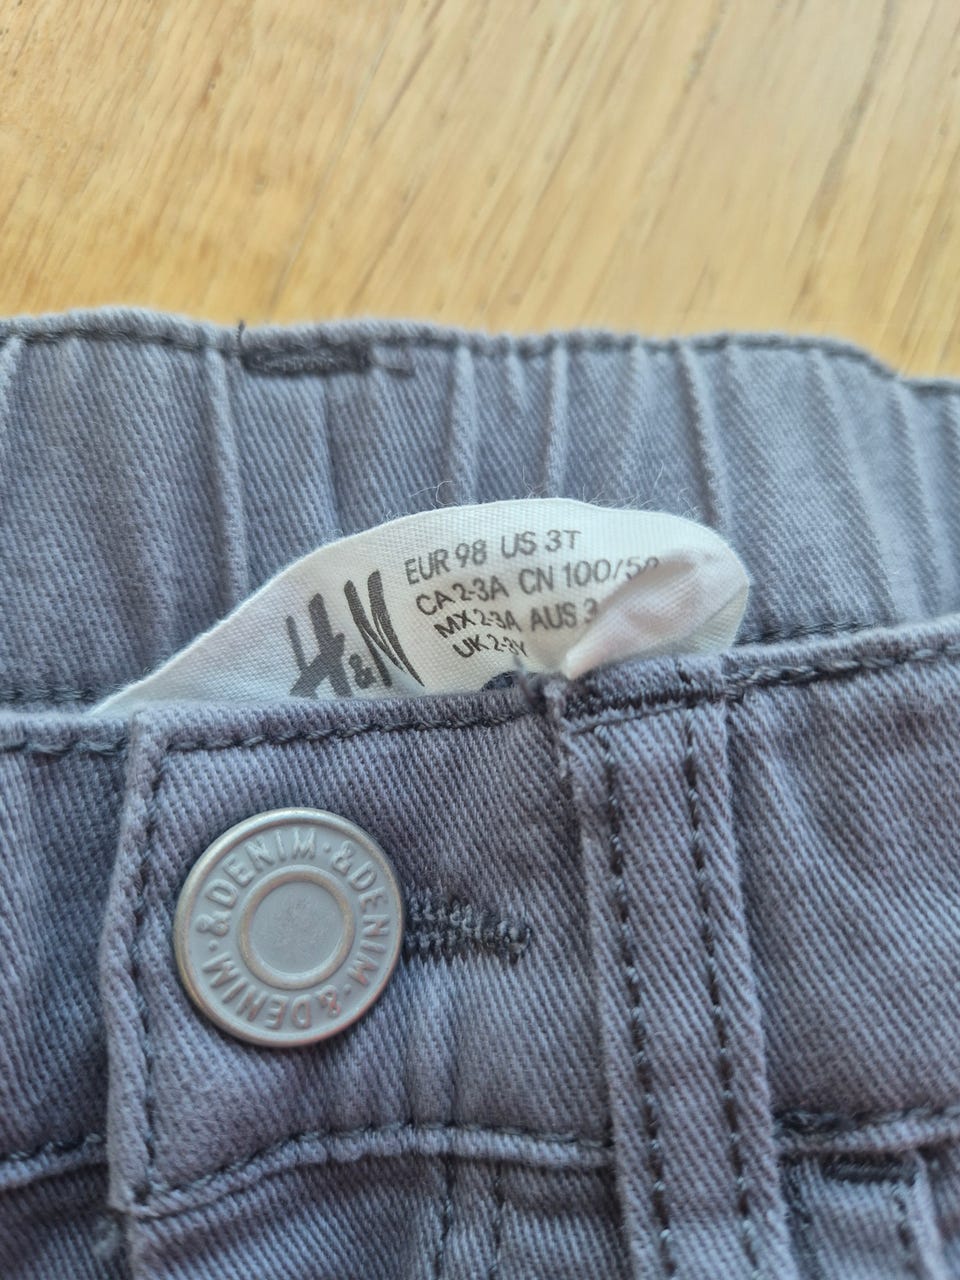 H&M
EUR 98 US 3T
CA 2-3A CN 100/
MX 2-3A AUS 3
UK 2-3Y
&DENIM·&DENIM·&DENIM·